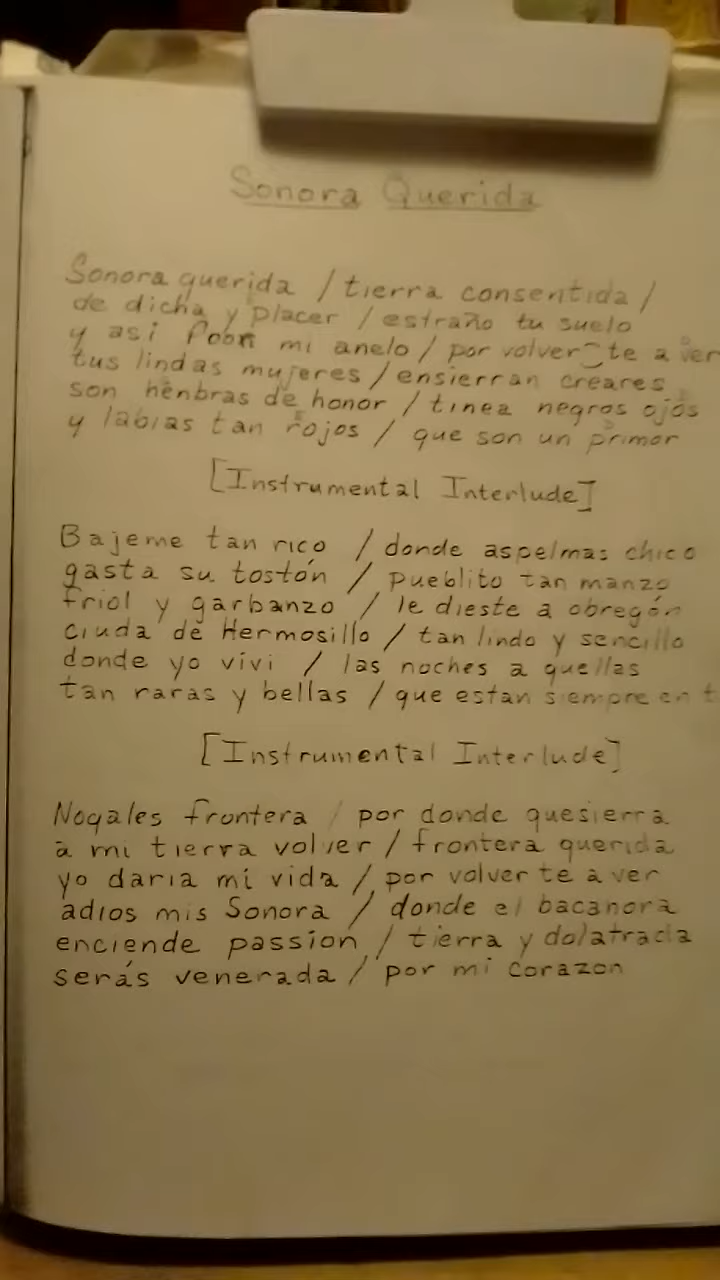 Sonora Querida
Sonora querida / tierra consentida /
de dicha y placer / estraño tu suelo
y así mi anelo / por volver te a ver
tus lindas mujeres / ensierran creares
son henbras de honor / tinea negros ojos
y labias tan rojos / que son un primor
[Instrumental Interlude]
Bajeme tan rico / donde aspelmas chico
gasta su tostón / pueblito tan manzo
friol y garbanzo / le dieste a obregón
ciuda de Hermosillo / tan lindo y sencillo
donde yo vivi / las noches a quellas
tan raras y bellas / que estan siempre en
[Instrumental Interlude]
Nogales frontera / por donde quesierra
a mi tierra volver / frontera querida
yo daria mi vida / por volver te a ver
adios mis Sonora / donde el bacanora
enciende passion / tierra y dolatrada
serás venerada / por mi corazon